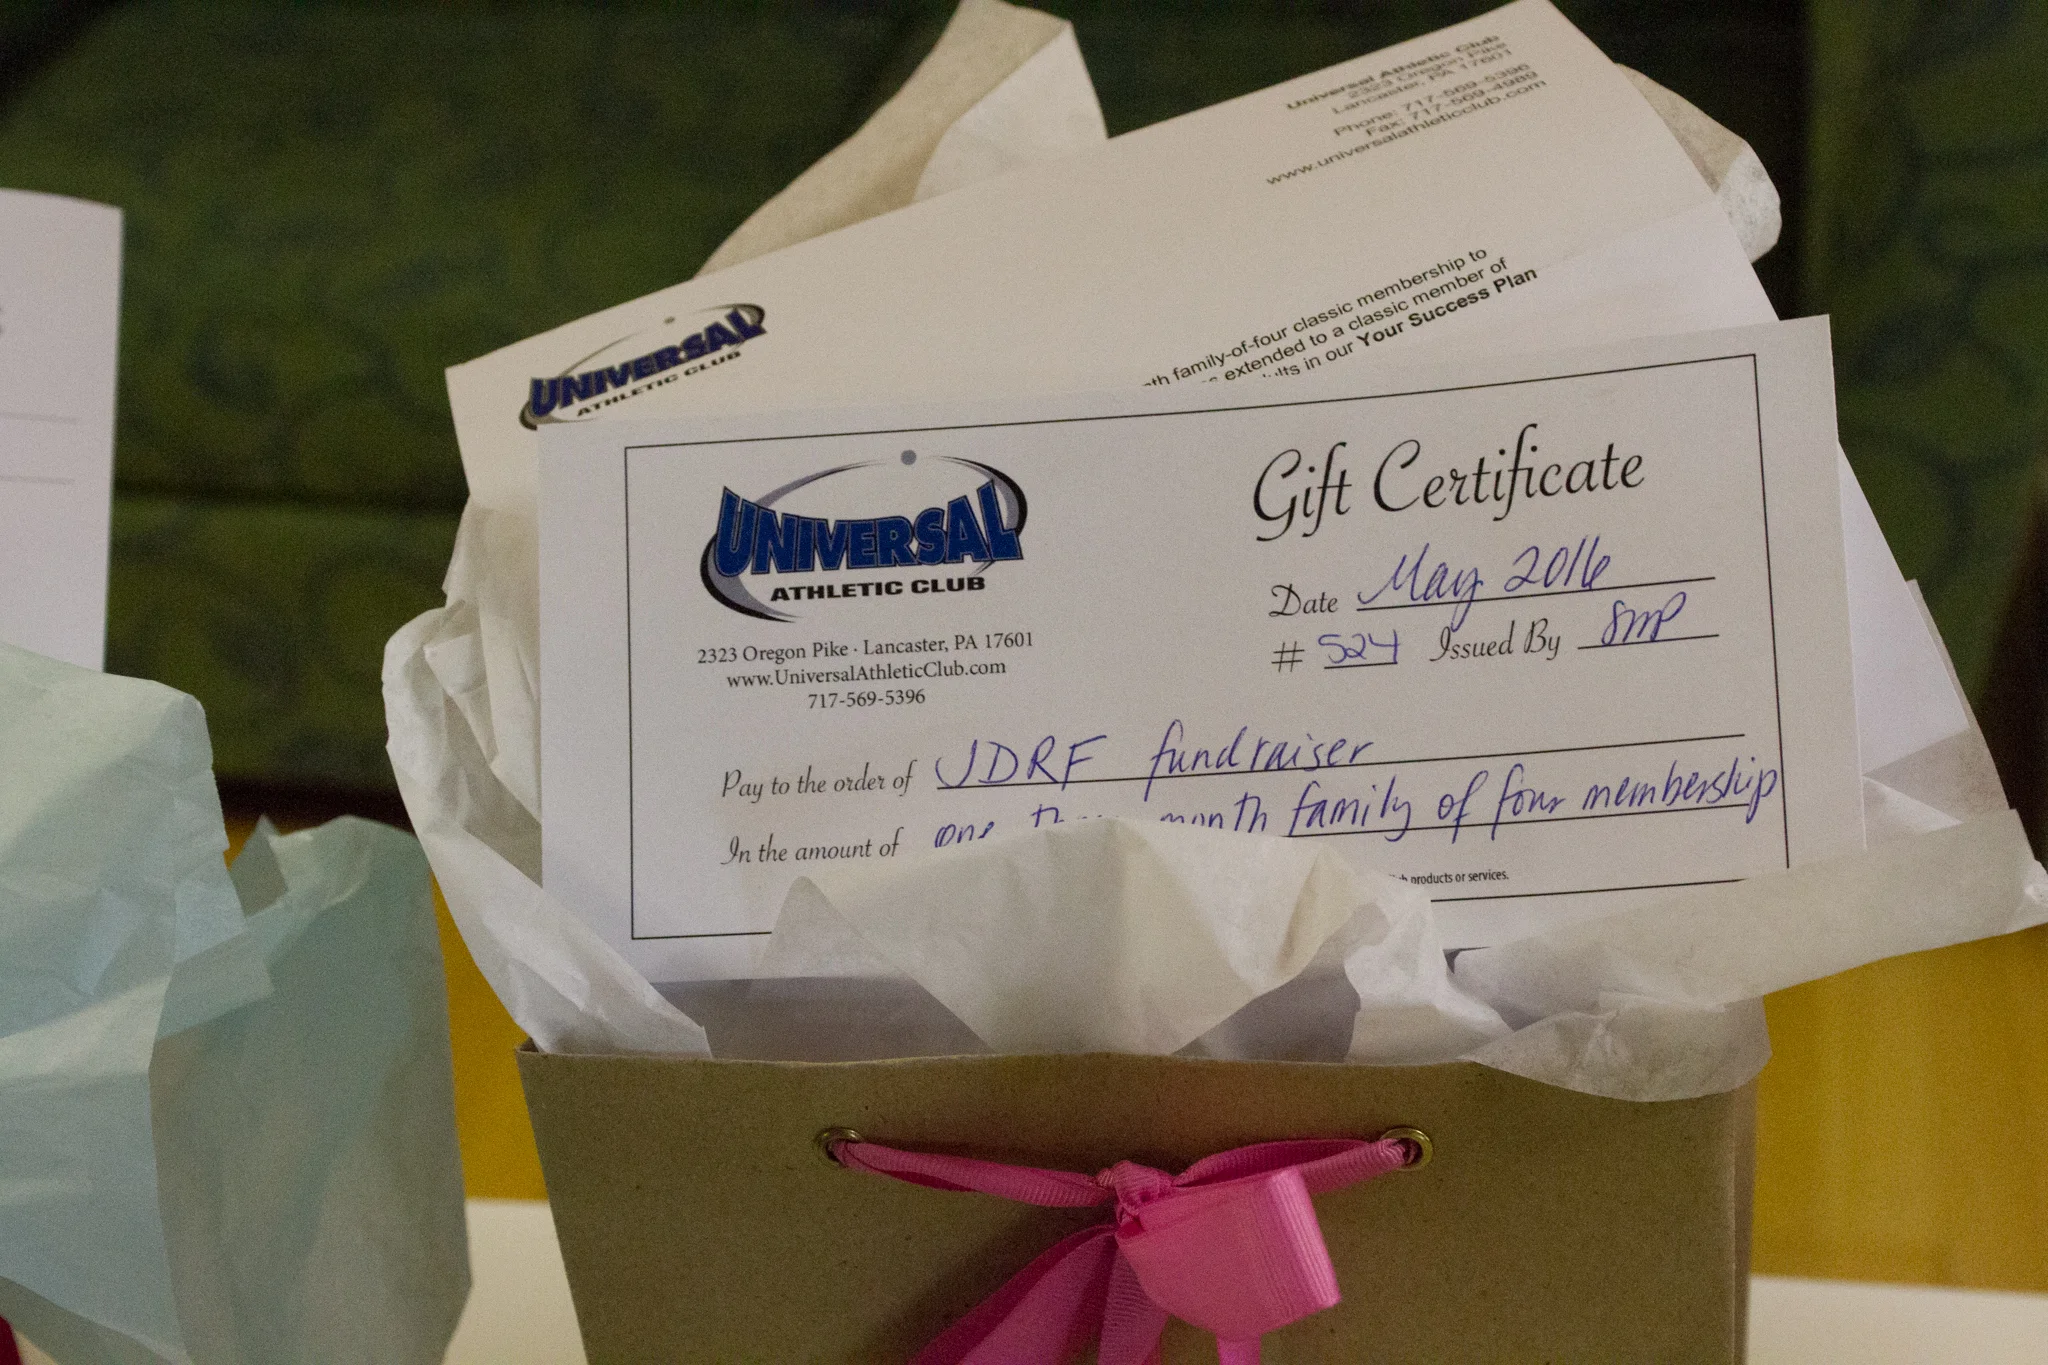 Universal Athletic Club
2323 Oregon Pike
Lancaster, PA 17601
Phone: 717-569-5396
Fax: 717-569-4989
www.universalathleticclub.com
UNIVERSAL
ATHLETIC CLUB
family-of-four classic membership to
extended to a classic member of
in our Your Success Plan
UNIVERSAL
ATHLETIC CLUB
2323 Oregon Pike · Lancaster, PA 17601
www.UniversalAthleticClub.com
717-569-5396
Gift Certificate
Date May 2016
# 524 Issued By SMP
Pay to the order of JDRF fundraiser
In the amount of one three month family of four membership
products or services.